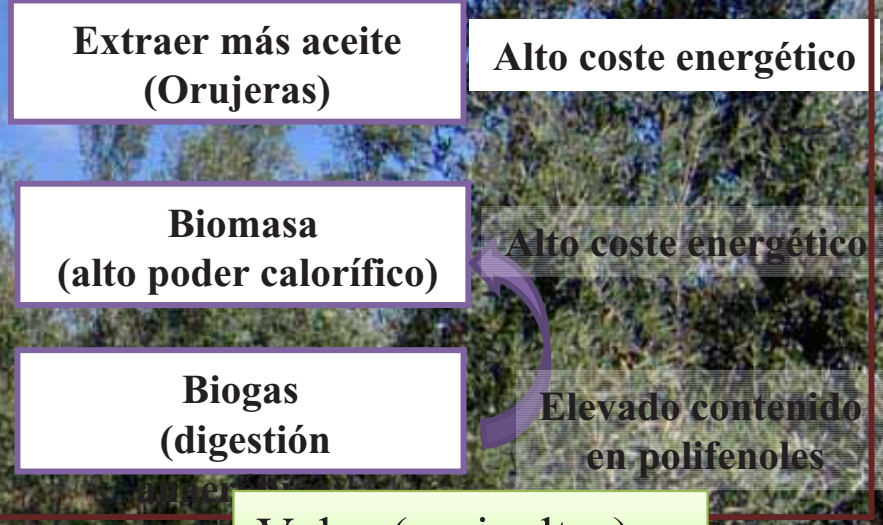 Extraer más aceite
(Orujeras)
Alto coste energético
Biomasa
(alto poder calorífico)
Alto coste energético
Biogas
(digestión
Elevado contenido
en polifenoles